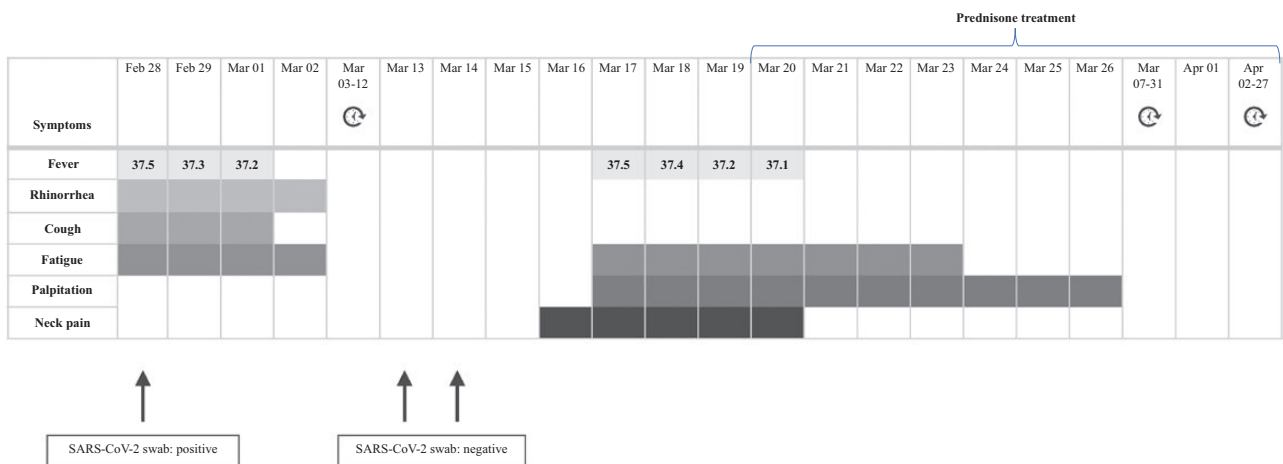 Prednisone treatment
Feb 28 Feb 29 Mar 01 Mar 02 Mar 03-12 Mar 13 Mar 14 Mar 15 Mar 16 Mar 17 Mar 18 Mar 19 Mar 20 Mar 21 Mar 22 Mar 23 Mar 24 Mar 25 Mar 26 Mar 07-31 Apr 01 Apr 02-27
Symptoms
Fever 37.5 37.3 37.2 37.5 37.4 37.2 37.1
Rhinorrhea
Cough
Fatigue
Palpitation
Neck pain
SARS-CoV-2 swab: positive SARS-CoV-2 swab: negative